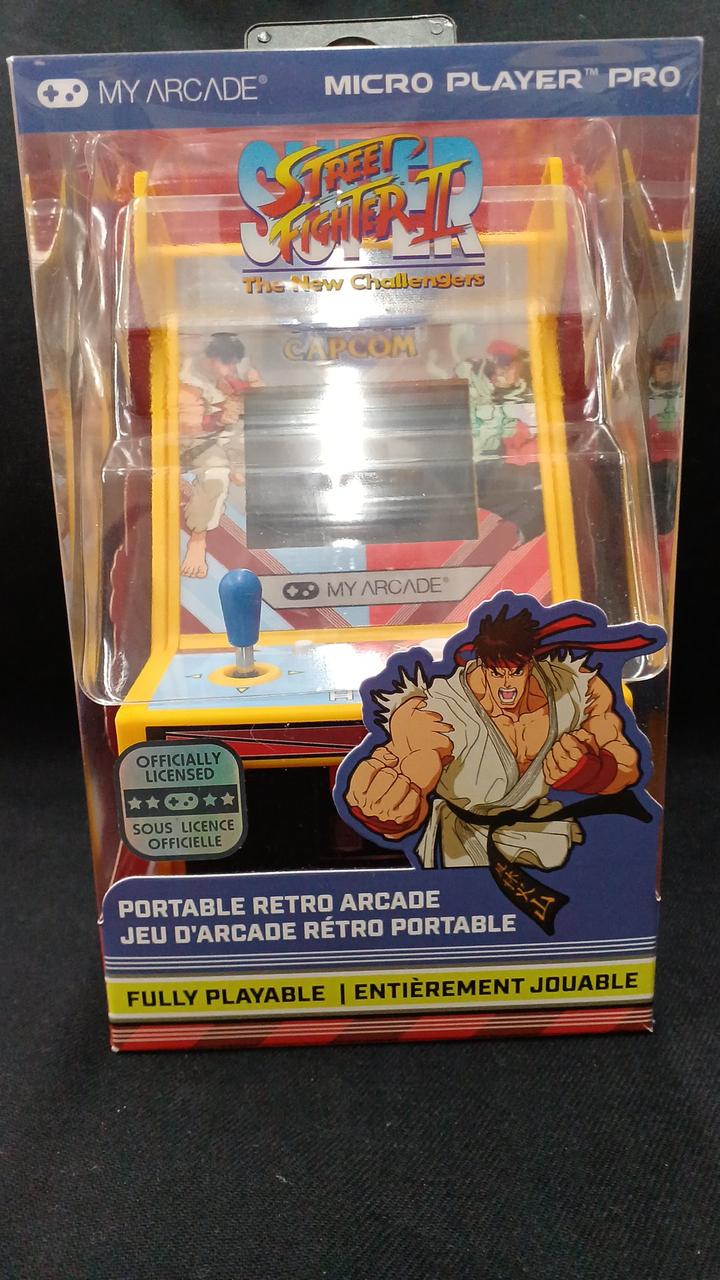 MY ARCADE® MICRO PLAYER™ PRO
SUPER
STREET
FIGHTER II
The New Challengers
CAPCOM
MY ARCADE®
OFFICIALLY
LICENSED
SOUS LICENCE
OFFICIELLE
PORTABLE RETRO ARCADE
JEU D'ARCADE RÉTRO PORTABLE
FULLY PLAYABLE | ENTIÈREMENT JOUABLE